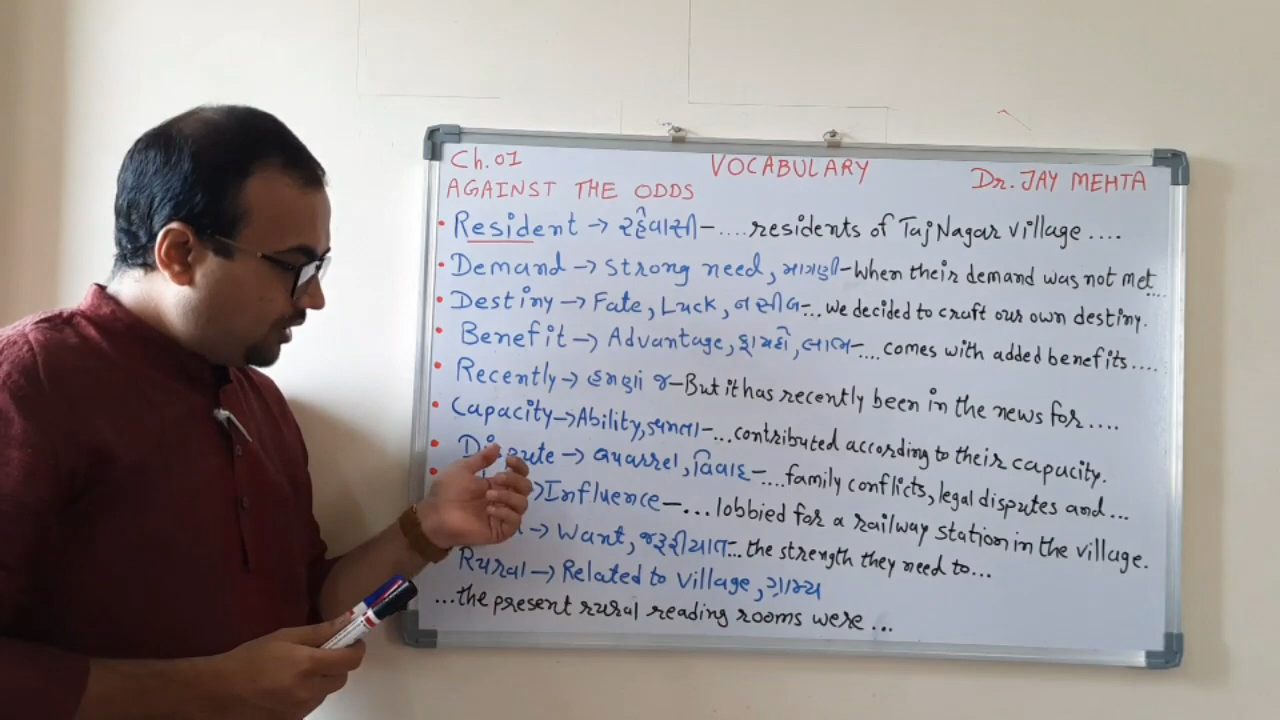 Ch.01 VOCABULARY Dr. JAY MEHTA
AGAINST THE ODDS
• Resident → રહેવાસી – ....residents of Taj Nagar village ....
• Demand → strong need, માગણી – When their demand was not met....
• Destiny → Fate, Luck, નસીબ – ...we decided to craft our own destiny.
• Benefit → Advantage, ફાયદો, લાભ – ....comes with added benefits....
• Recently → હમણાં જ – But it has recently been in the news for....
• Capacity → Ability, ક્ષમતા – ...contributed according to their capacity.
• → Quarrel, વિવાદ – ....family conflicts, legal disputes and...
• → Influence – ... lobbied for a railway station in the village.
→ Want, જરૂરીયાત – ...the strength they need to...
Rural → Related to village, ગ્રામ્ય
...the present rural reading rooms were ...